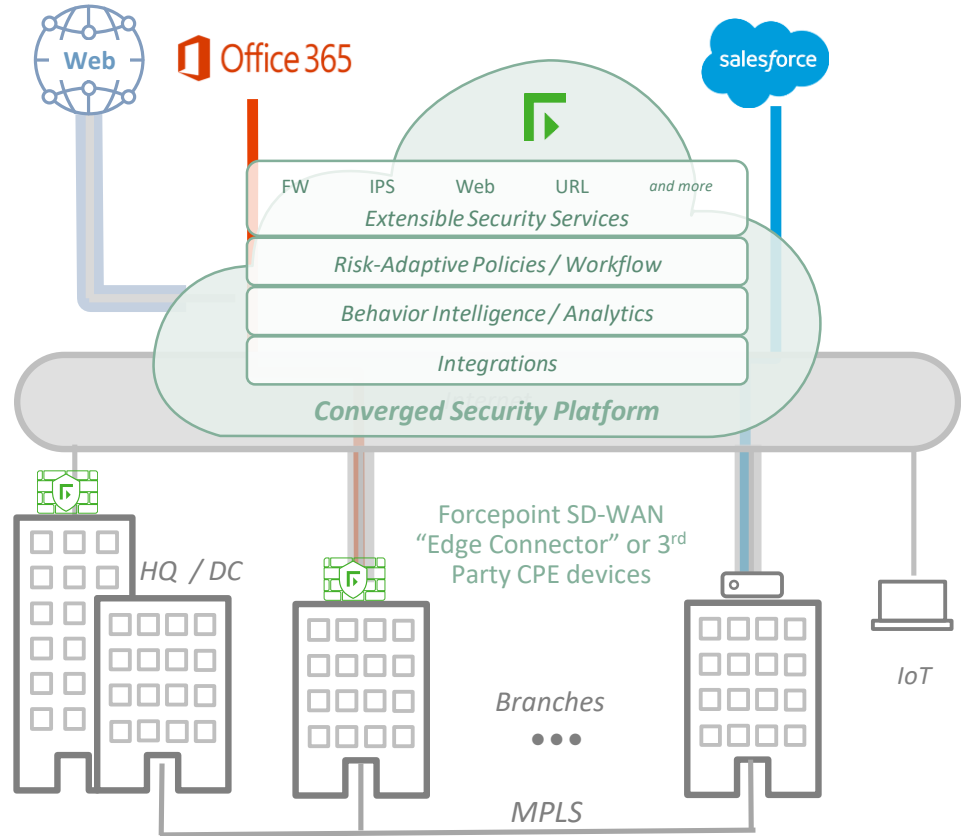 Web
Office 365
salesforce
FW IPS Web URL and more
Extensible Security Services
Risk-Adaptive Policies / Workflow
Behavior Intelligence / Analytics
Integrations
Internet
Converged Security Platform
Forcepoint SD-WAN
“Edge Connector” or 3rd
Party CPE devices
HQ / DC
IoT
Branches
MPLS